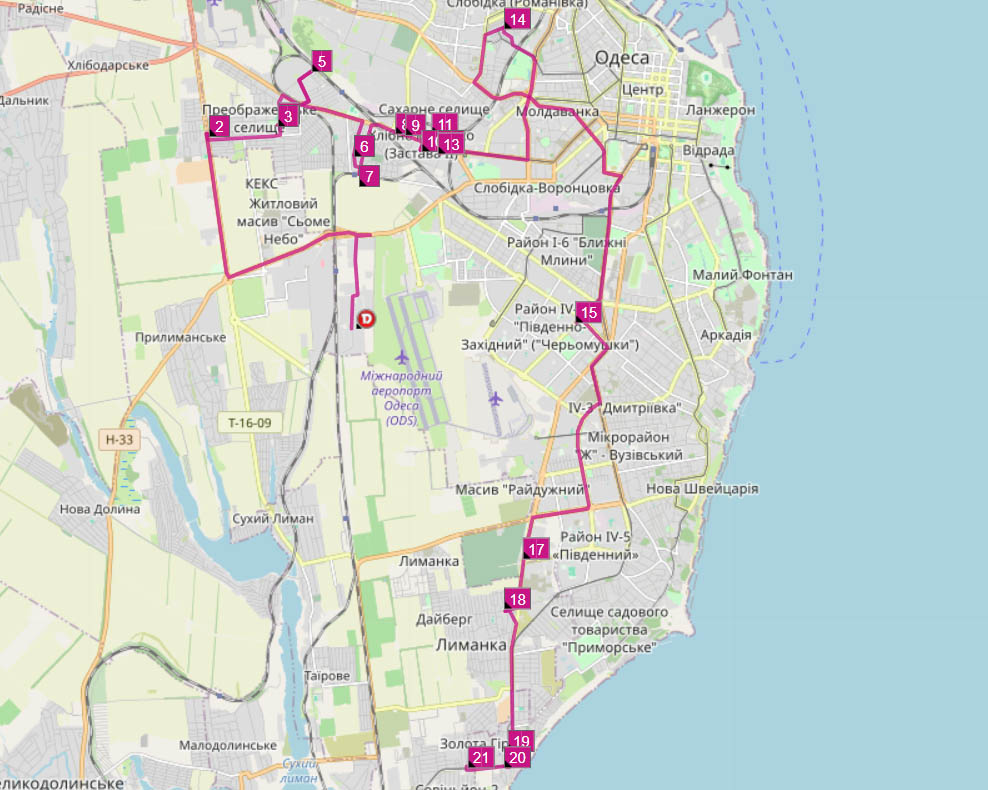 Радісне
Слобідка (Романівка)
14
Одеса
5
Хлібодарське
Центр
Дальник
Преображенське
селище
3
2
Сахарне селище
Молдаванка
Ланжерон
8
9
11
13
(Застава II)
6
7
Відрада
КЕКС
Слобідка-Воронцовка
Житловий
масив "Сьоме
Небо"
Район I-6 "Ближні
Млини"
Малий Фонтан
D
15
Район IV-
"Південно-
Західний" ("Черьомушки")
Аркадія
Прилиманське
Міжнародний
аеропорт
Одеса
(ODS)
Т-16-09
IV-3 "Дмитріївка"
Н-33
Мікрорайон
"Ж" - Вузівський
Масив "Райдужний"
Нова Швейцарія
Нова Долина
Сухий Лиман
17
Район IV-5
«Південний»
Лиманка
18
Дайберг
Селище садового
товариства
"Приморське"
Лиманка
Таїрове
Малодолинське
Золота Гір
19
20
21
Сухий
лиман
великодолинське